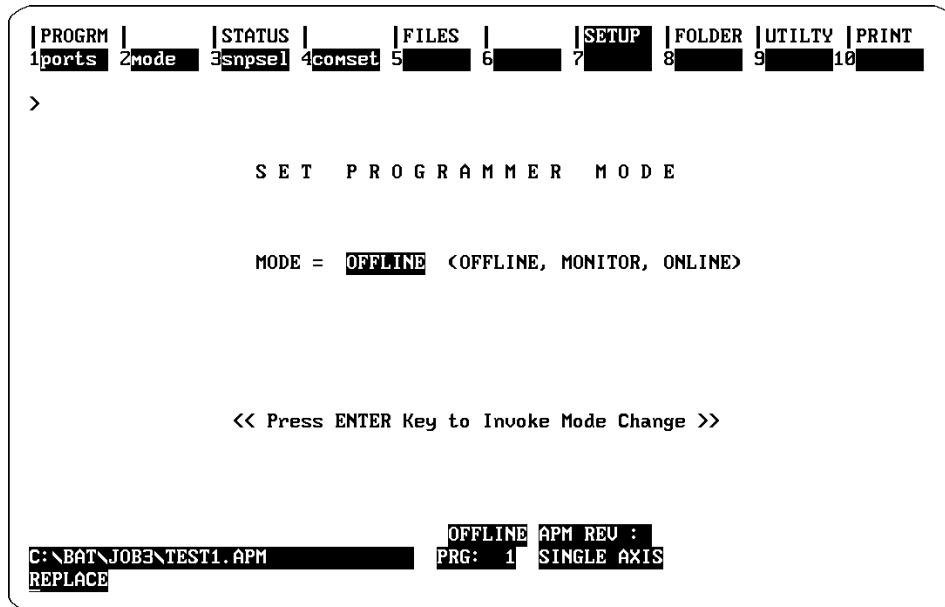 |PROGRM | |STATUS | |FILES | |SETUP |FOLDER |UTILTY |PRINT
1ports 2mode 3snpsel 4comset 5 6 7 8 9 10
>
S E T P R O G R A M M E R M O D E
MODE = OFFLINE (OFFLINE, MONITOR, ONLINE)
<< Press ENTER Key to Invoke Mode Change >>
OFFLINE APM REV :
C:\BAT\JOB3\TEST1.APM PRG: 1 SINGLE AXIS
REPLACE